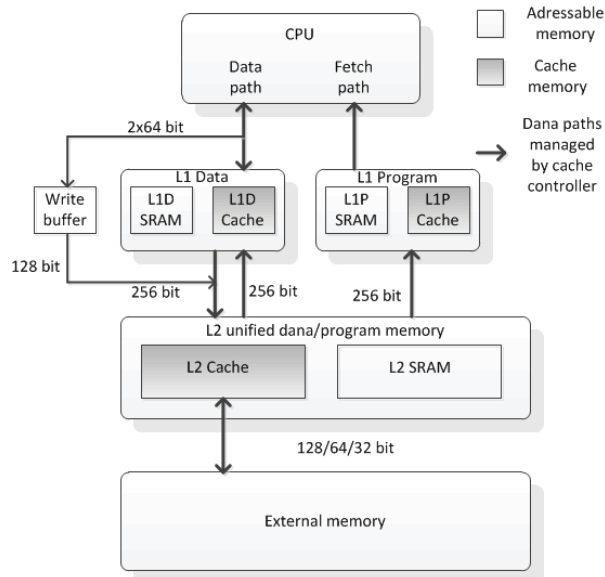 CPU
Data
path
Fetch
path
Adressable
memory
Cache
memory
Dana paths
managed
by cache
controller
2x64 bit
Write
buffer
L1 Data
L1D
SRAM
L1D
Cache
L1 Program
L1P
SRAM
L1P
Cache
128 bit
256 bit
256 bit
256 bit
L2 unified dana/program memory
L2 Cache
L2 SRAM
128/64/32 bit
External memory